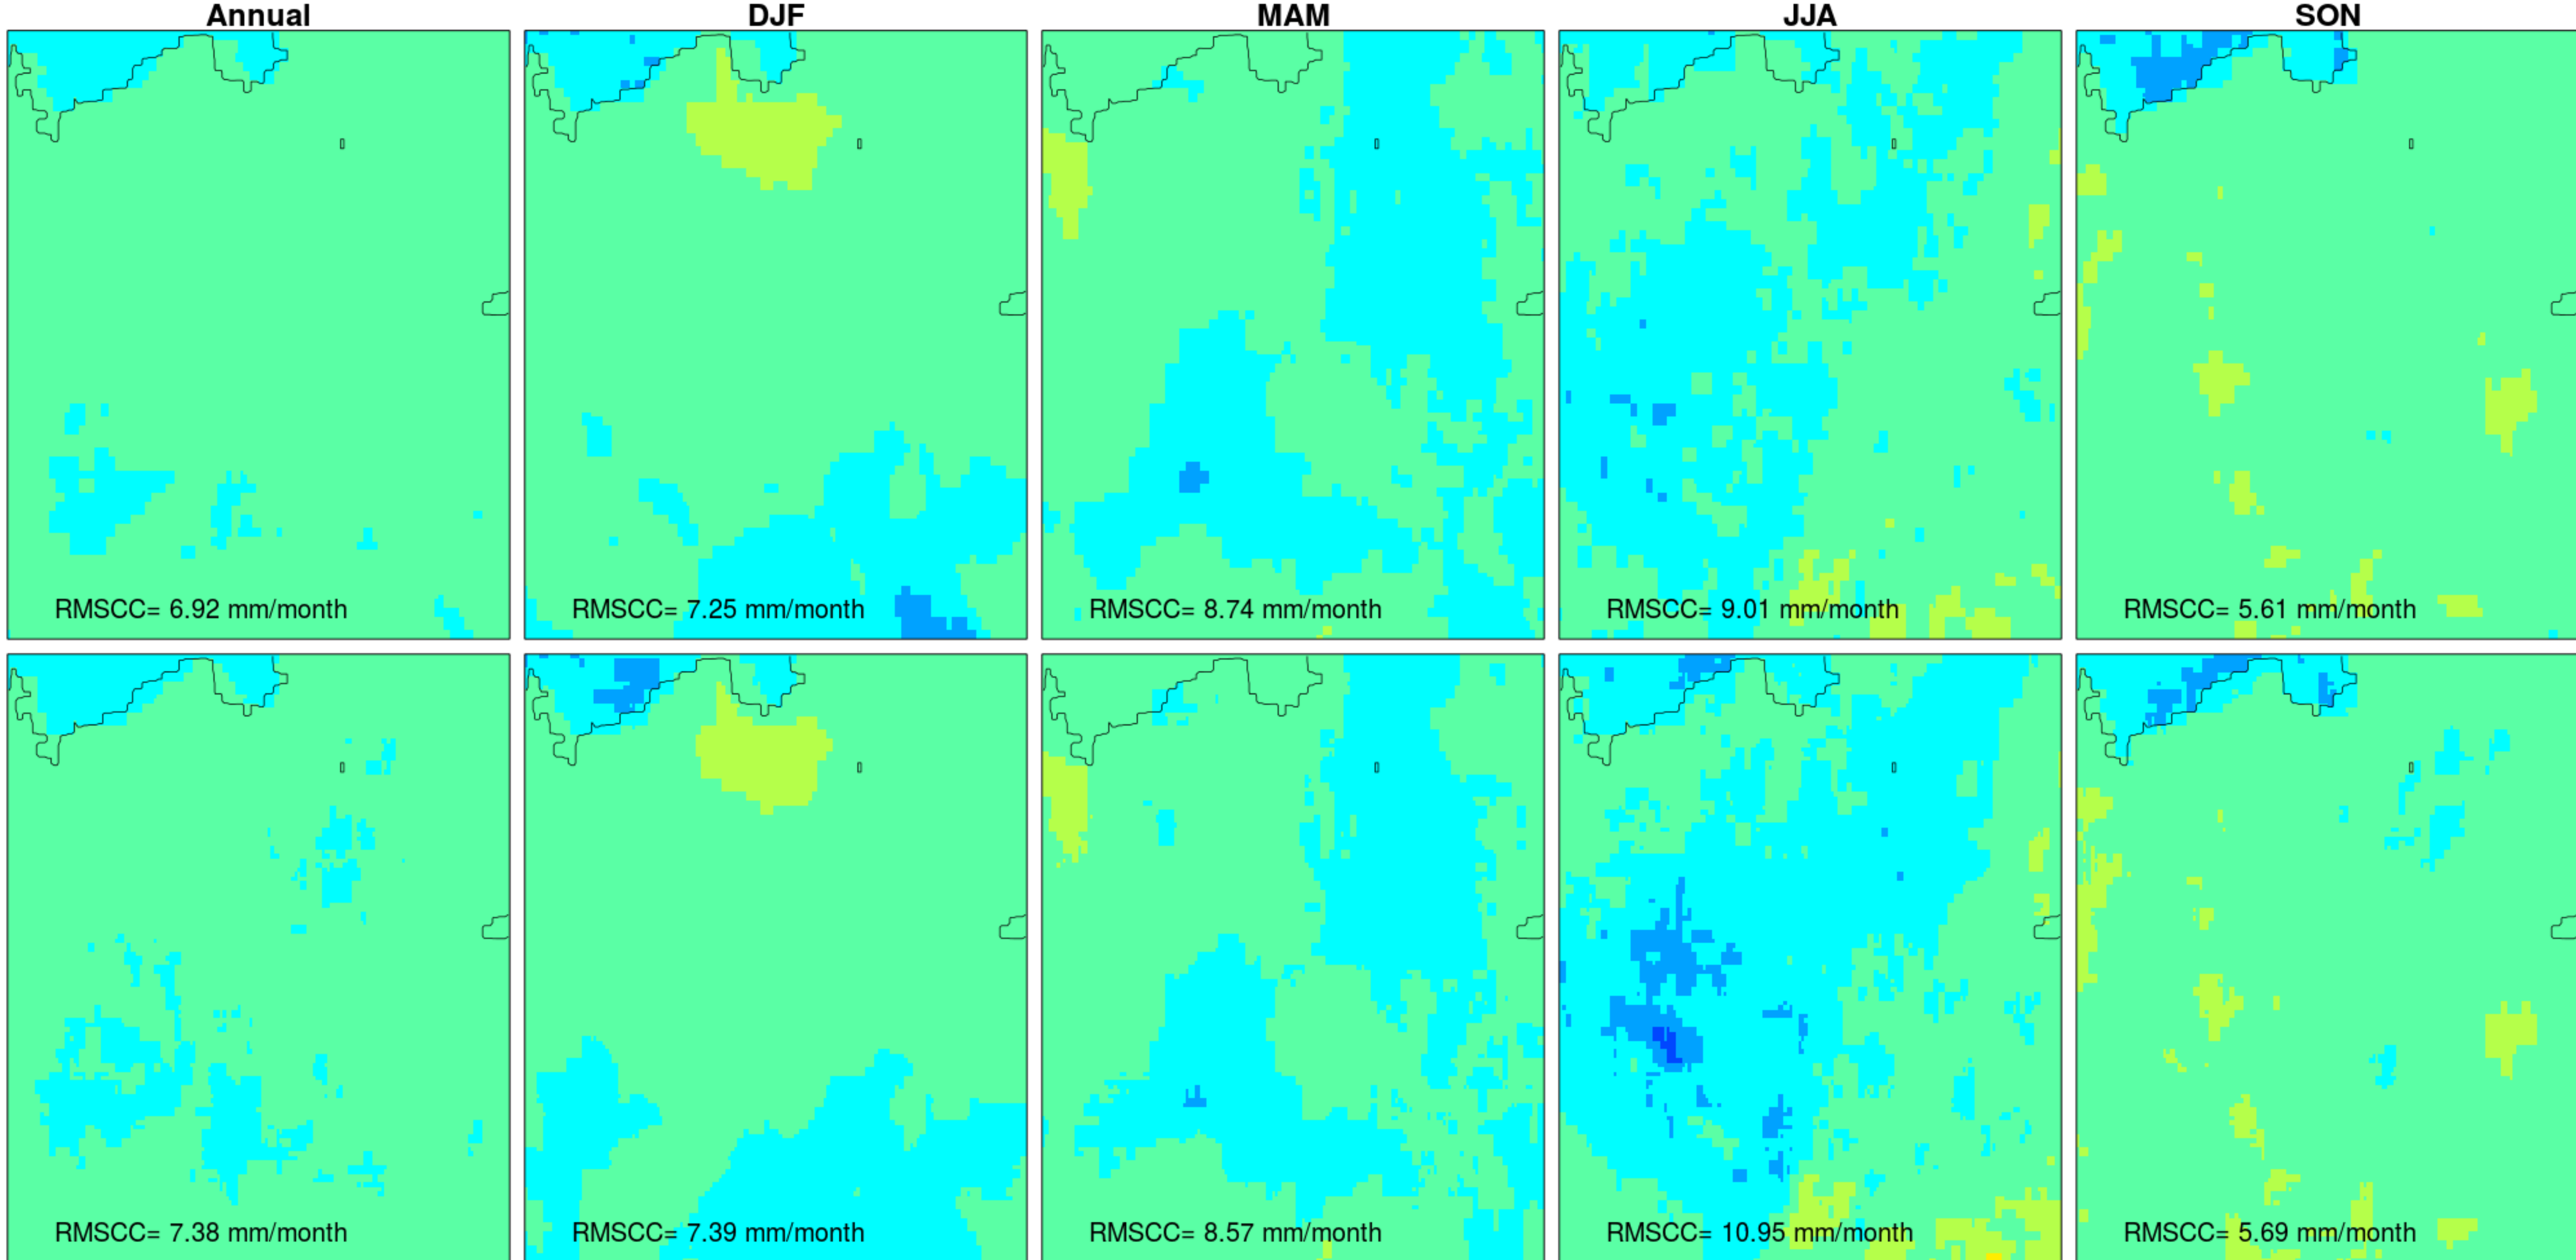 Annual DJF MAM JJA SON
RMSCC= 6.92 mm/month RMSCC= 7.25 mm/month RMSCC= 8.74 mm/month RMSCC= 9.01 mm/month RMSCC= 5.61 mm/month
RMSCC= 7.38 mm/month RMSCC= 7.39 mm/month RMSCC= 8.57 mm/month RMSCC= 10.95 mm/month RMSCC= 5.69 mm/month